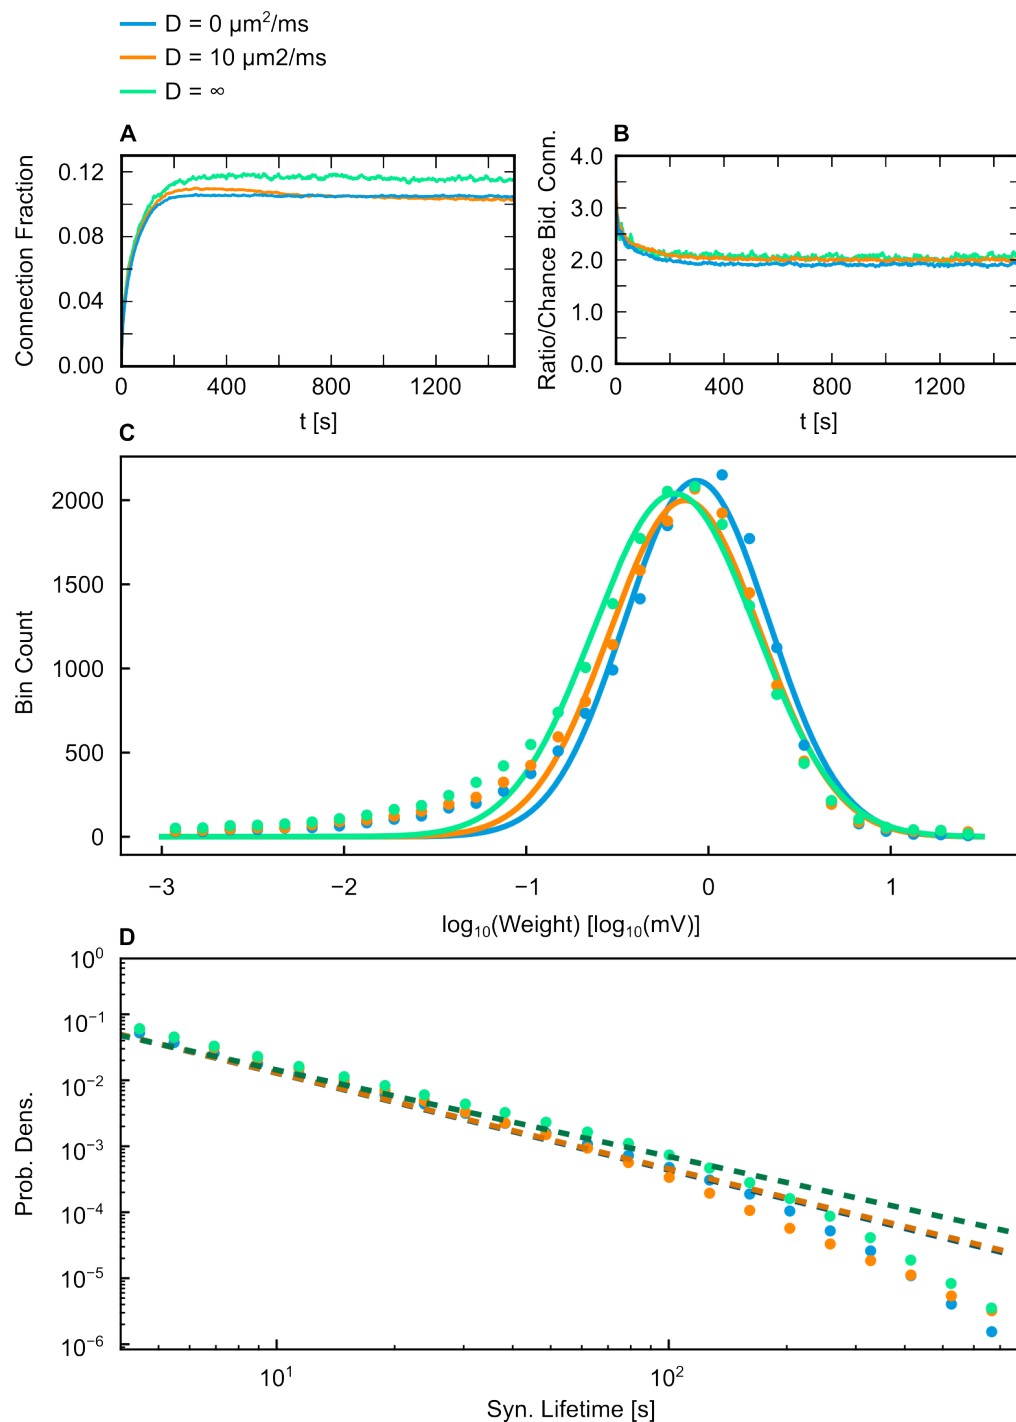 D = 0 µm²/ms
D = 10 µm2/ms
D = ∞
A
B
Connection Fraction
0.12
0.08
0.04
0.00
0
400
800
1200
t [s]
Ratio/Chance Bid. Conn.
4.0
3.0
2.0
1.0
0.0
0
400
800
1200
t [s]
C
Bin Count
2000
1500
1000
500
0
−3
−2
−1
0
1
log₁₀(Weight) [log₁₀(mV)]
D
Prob. Dens.
10⁰
10⁻¹
10⁻²
10⁻³
10⁻⁴
10⁻⁵
10⁻⁶
10¹
10²
Syn. Lifetime [s]